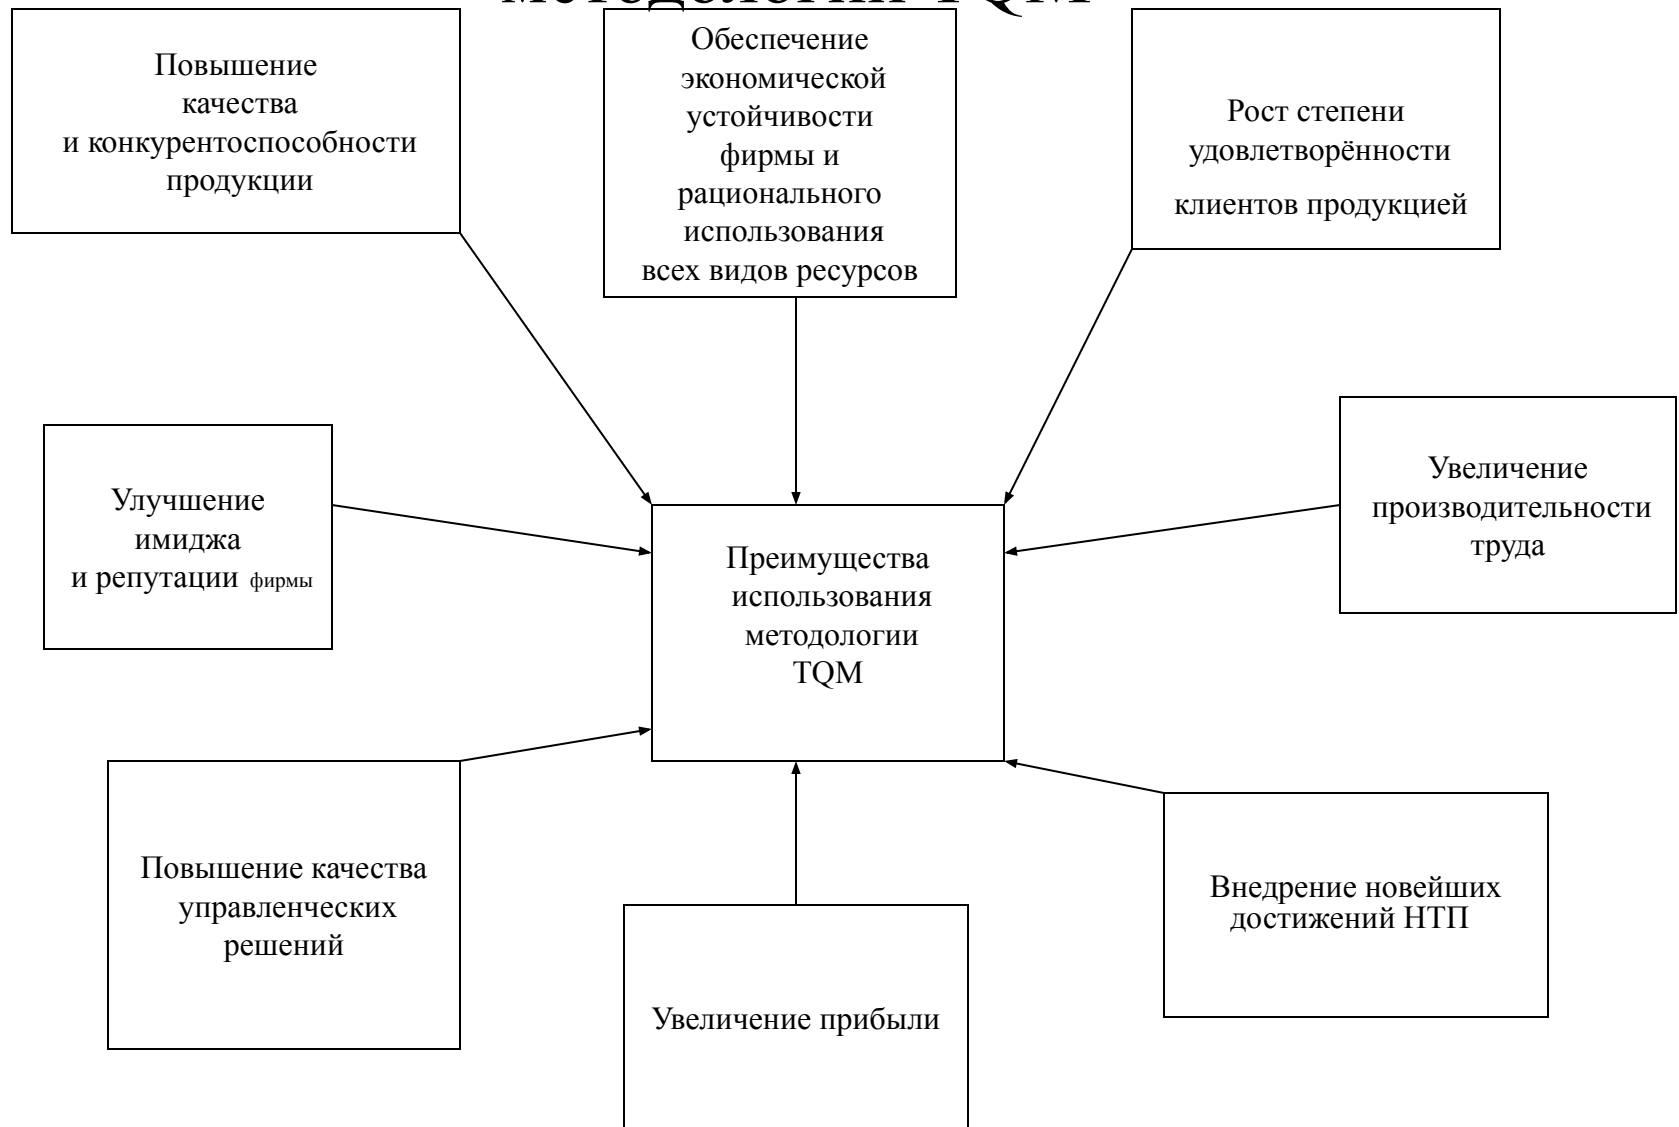 методологии TQM
Повышение
качества
и конкурентоспособности
продукции
Обеспечение
экономической
устойчивости
фирмы и
рационального
использования
всех видов ресурсов
Рост степени
удовлетворённости
клиентов продукцией
Улучшение
имиджа
и репутации фирмы
Преимущества
использования
методологии
TQM
Увеличение
производительности
труда
Повышение качества
управленческих
решений
Увеличение прибыли
Внедрение новейших
достижений НТП